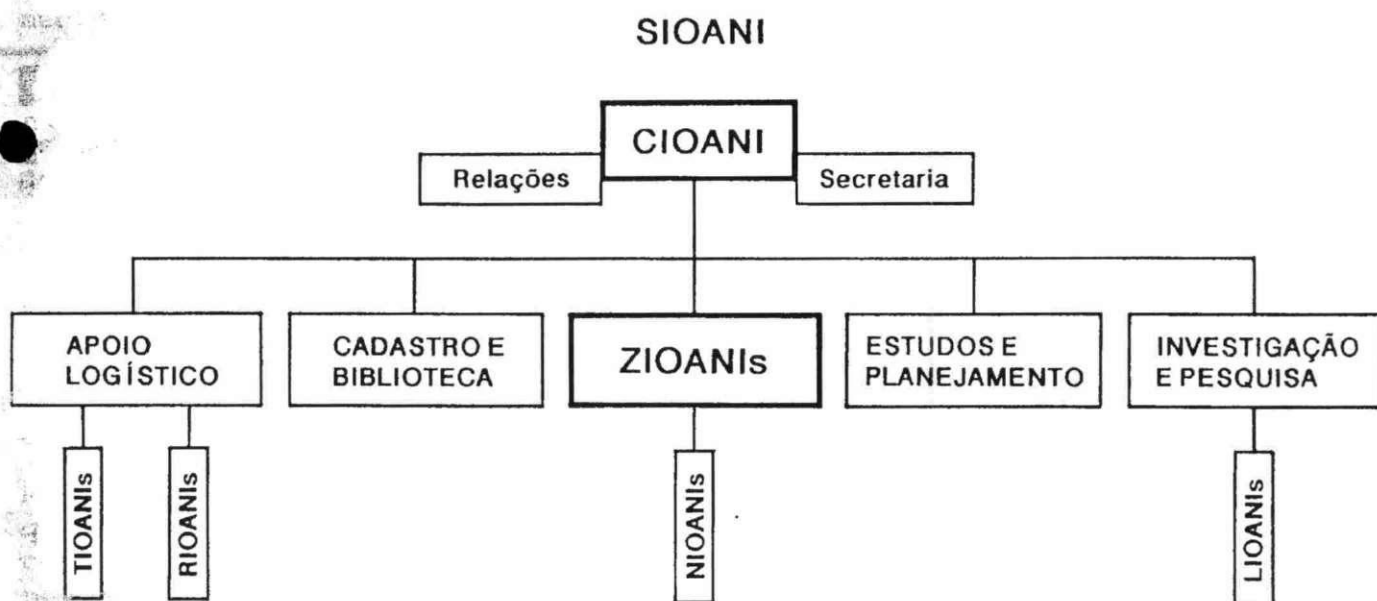 SIOANI
CIOANI
Relações
Secretaria
APOIO
LOGÍSTICO
CADASTRO E
BIBLIOTECA
ZIOANIs
ESTUDOS E
PLANEJAMENTO
INVESTIGAÇÃO
E PESQUISA
TIOANIs
RIOANIs
NIOANIs
LIOANIs